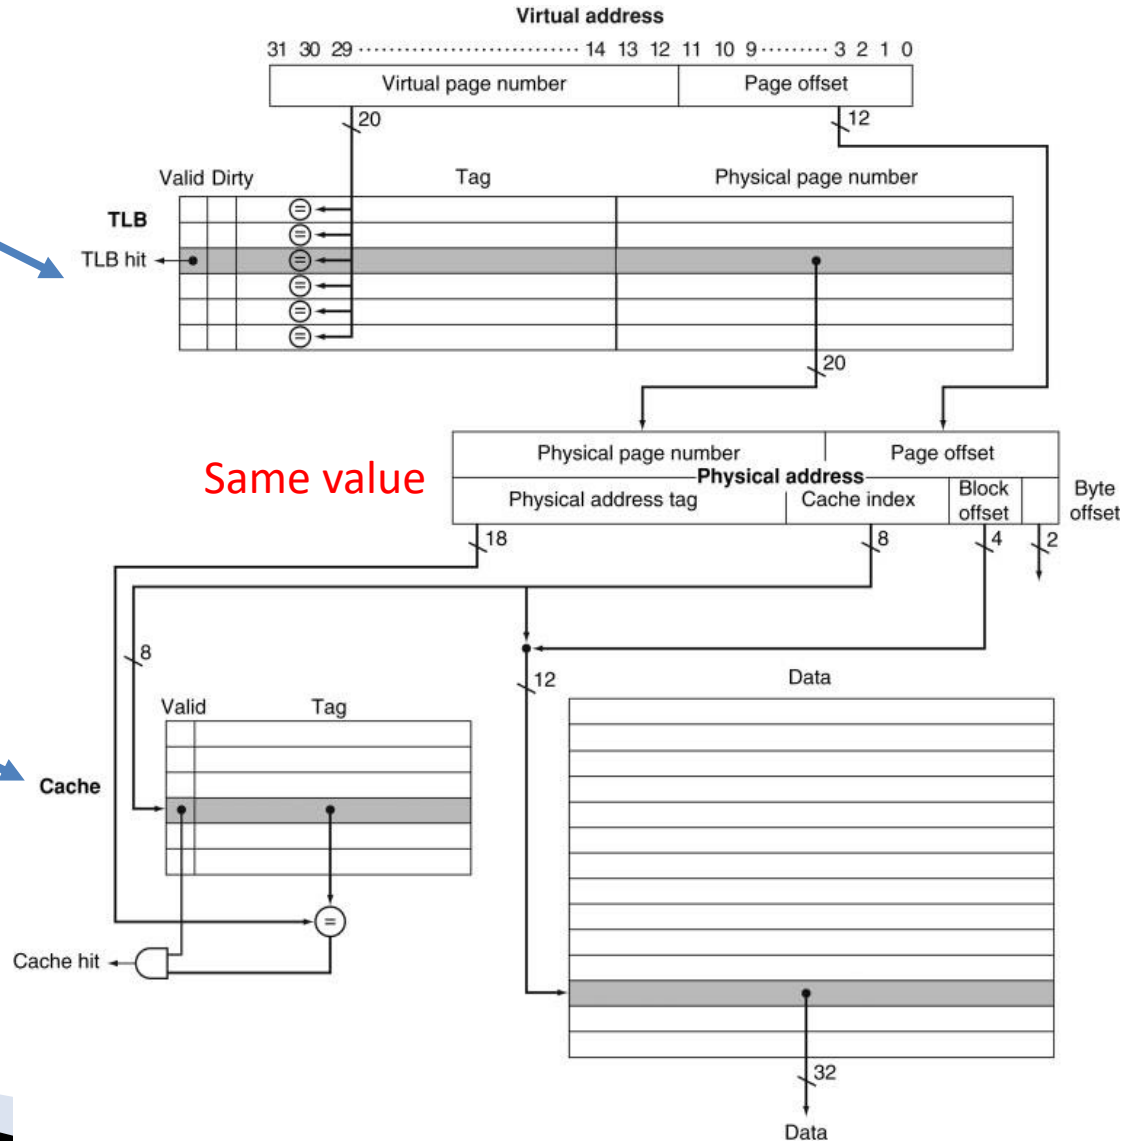 Virtual address
31 30 29 ··························· 14 13 12 11 10 9 ········· 3 2 1 0
Virtual page number Page offset
20 12
Valid Dirty Tag Physical page number
TLB =
=
TLB hit =
=
=
=
20
Physical page number Page offset
Same value Physical address
Physical address tag Cache index Block offset Byte offset
18 8 4 2
8
12
Data
Valid Tag
Cache
=
Cache hit
32
Data